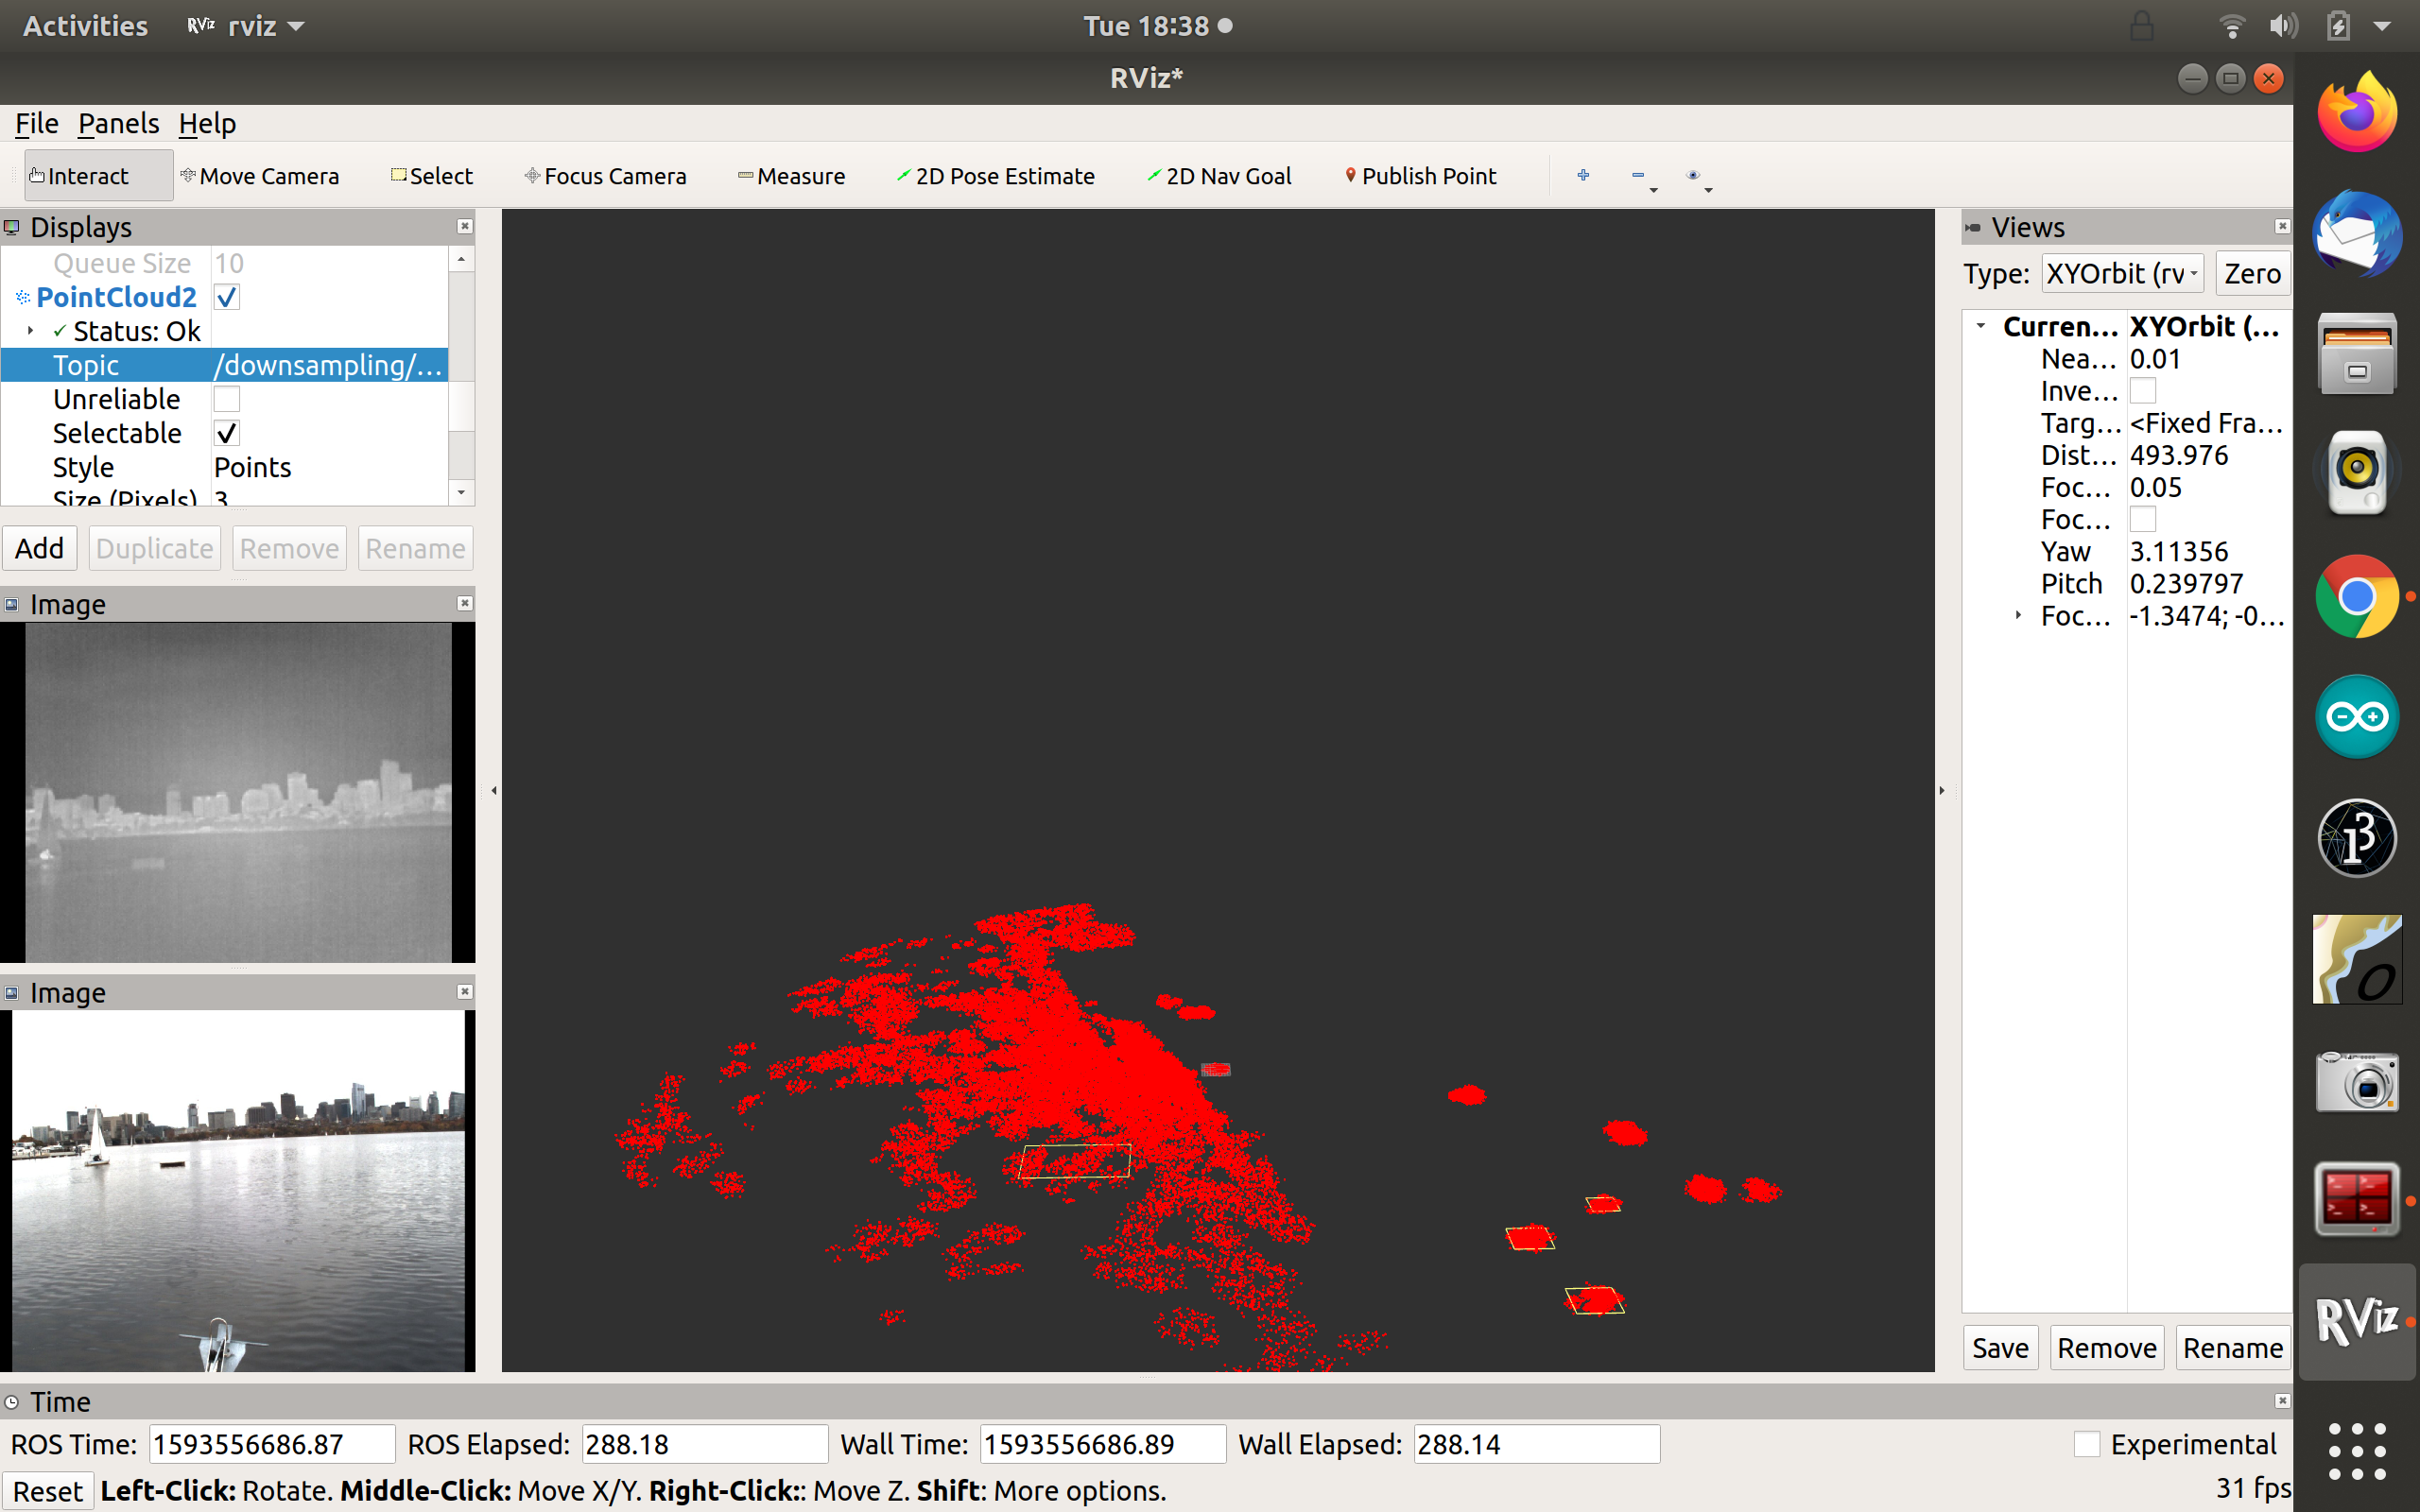 Activities RViz rviz Tue 18:38
RViz*
File Panels Help
Interact Move Camera Select Focus Camera Measure 2D Pose Estimate 2D Nav Goal Publish Point
Displays
Queue Size 10
PointCloud2
Status: Ok
Topic /downsampling/...
Unreliable
Selectable
Style Points
Size (Pixels) 3
Add Duplicate Remove Rename
Image
Image
Views
Type: XYOrbit (rv Zero
Curren... XYOrbit (...
Nea... 0.01
Inve...
Targ... <Fixed Fra...
Dist... 493.976
Foc... 0.05
Foc...
Yaw 3.11356
Pitch 0.239797
Foc... -1.3474; -0...
Save Remove Rename
RViz
Time
ROS Time: 1593556686.87 ROS Elapsed: 288.18 Wall Time: 1593556686.89 Wall Elapsed: 288.14 Experimental
Reset Left-Click: Rotate. Middle-Click: Move X/Y. Right-Click:: Move Z. Shift: More options. 31 fps